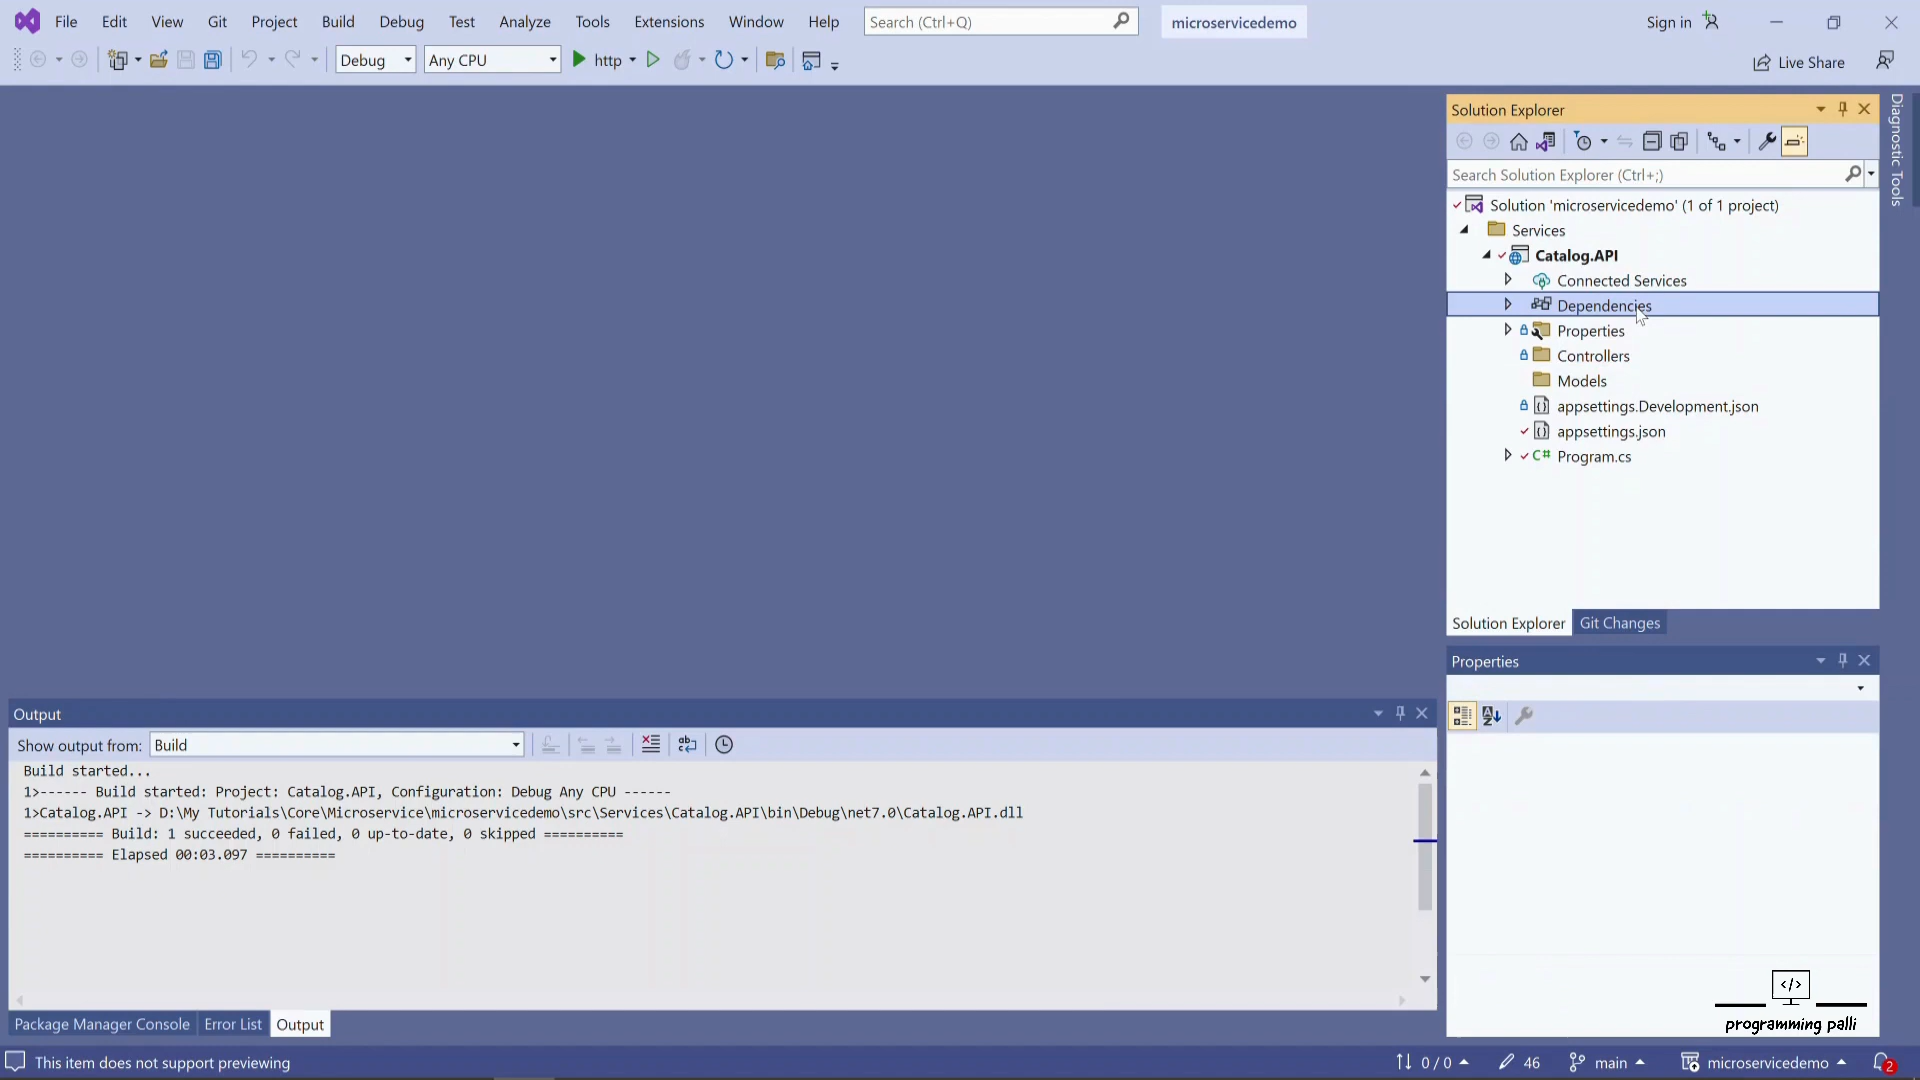 File Edit View Git Project Build Debug Test Analyze Tools Extensions Window Help Search (Ctrl+Q) microservicedemo Sign in
Debug Any CPU http Live Share
Diagnostic Tools
Solution Explorer
Search Solution Explorer (Ctrl+;)
Solution 'microservicedemo' (1 of 1 project)
Services
Catalog.API
Connected Services
Dependencies
Properties
Controllers
Models
appsettings.Development.json
appsettings.json
C# Program.cs
Solution Explorer Git Changes
Properties
Output
Show output from: Build
Build started...
1>------ Build started: Project: Catalog.API, Configuration: Debug Any CPU ------
1>Catalog.API -> D:\My Tutorials\Core\Microservice\microservicedemo\src\Services\Catalog.API\bin\Debug\net7.0\Catalog.API.dll
========== Build: 1 succeeded, 0 failed, 0 up-to-date, 0 skipped ==========
========== Elapsed 00:03.097 ==========
</>
programming palli
Package Manager Console Error List Output
This item does not support previewing 0 / 0 46 main microservicedemo 2